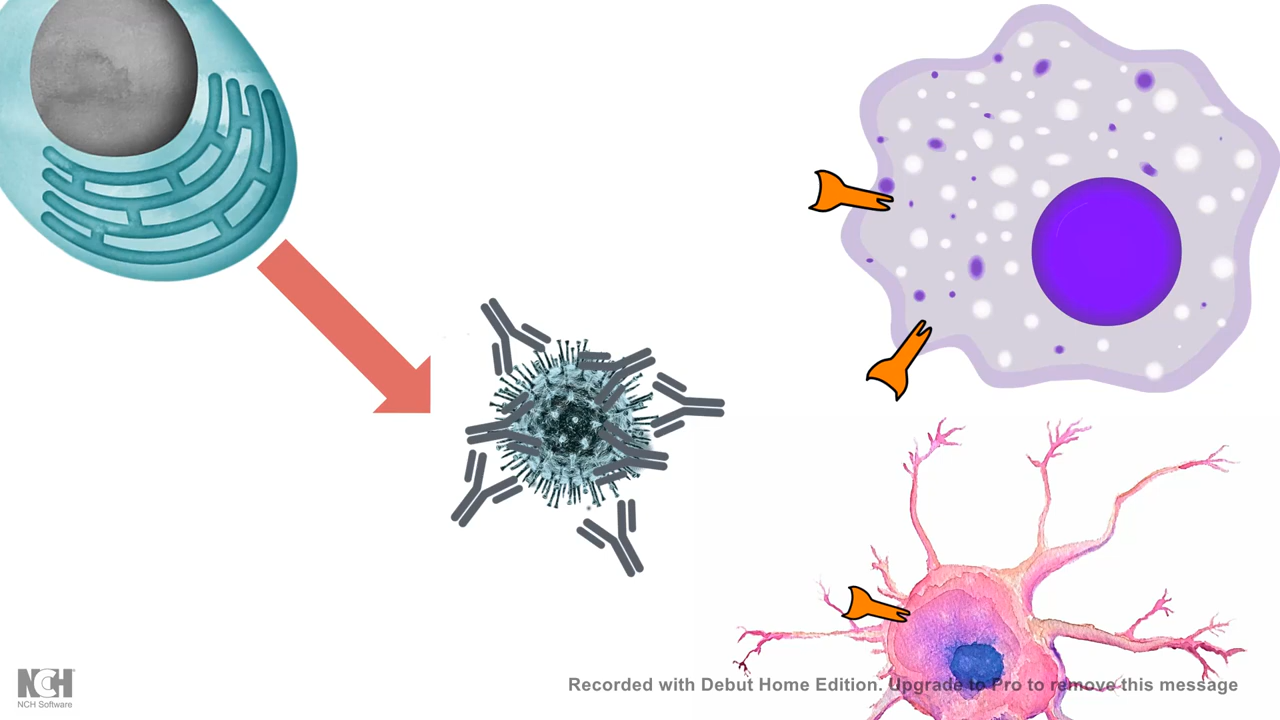 NCH
NCH Software
Recorded with Debut Home Edition. Upgrade to Pro to remove this message